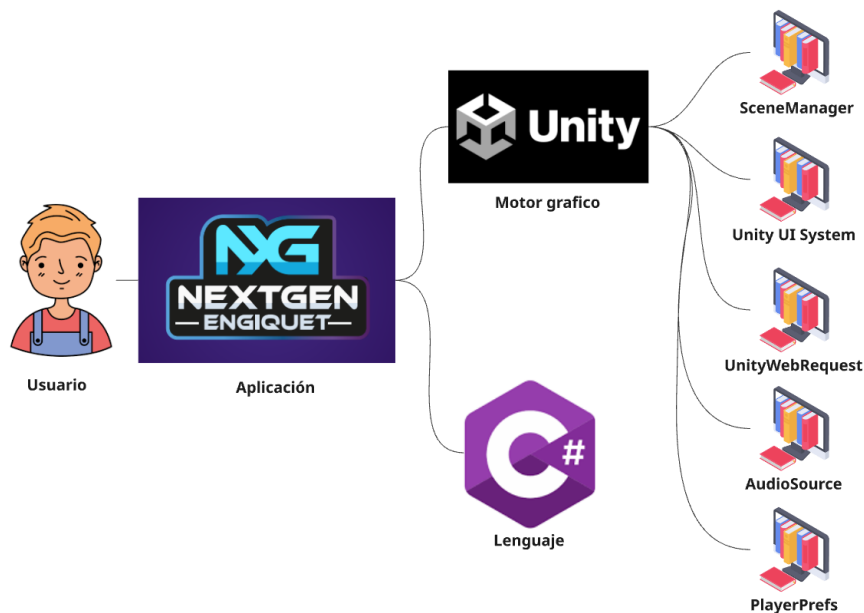 Usuario
NXG
NEXTGEN
ENGIQUET
Aplicación
Unity
Motor grafico
C#
Lenguaje
SceneManager
Unity UI System
UnityWebRequest
AudioSource
PlayerPrefs